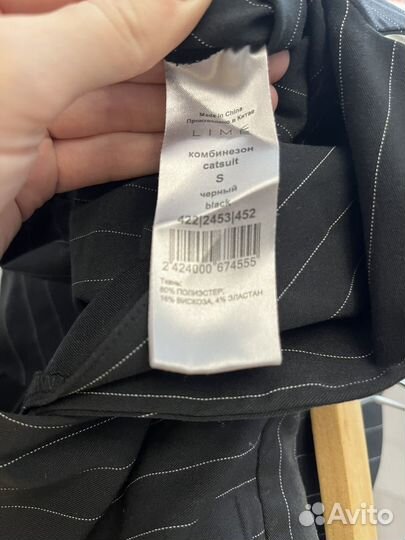 Made in China
Произведено в Китае
LIME
комбинезон
catsuit
S
черный
black
422|2453|452
2 424000 674555
Ткань:
80% ПОЛИЭСТЕР,
16% ВИСКОЗА, 4% ЭЛАСТАН
Avito